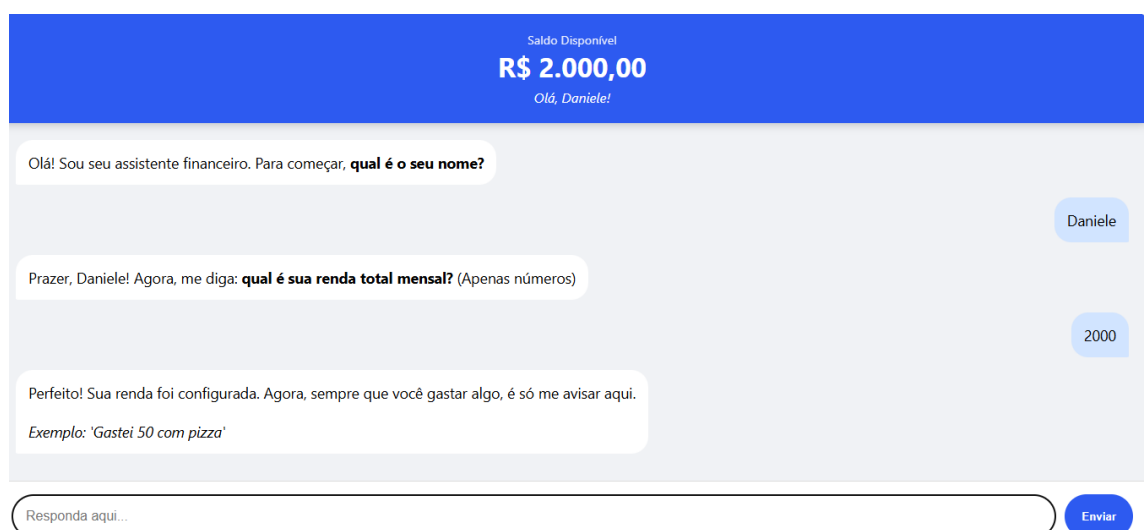 Saldo Disponível
R$ 2.000,00
Olá, Daniele!
Olá! Sou seu assistente financeiro. Para começar, qual é o seu nome?
Daniele
Prazer, Daniele! Agora, me diga: qual é sua renda total mensal? (Apenas números)
2000
Perfeito! Sua renda foi configurada. Agora, sempre que você gastar algo, é só me avisar aqui.
Exemplo: 'Gastei 50 com pizza'
Responda aqui...
Enviar